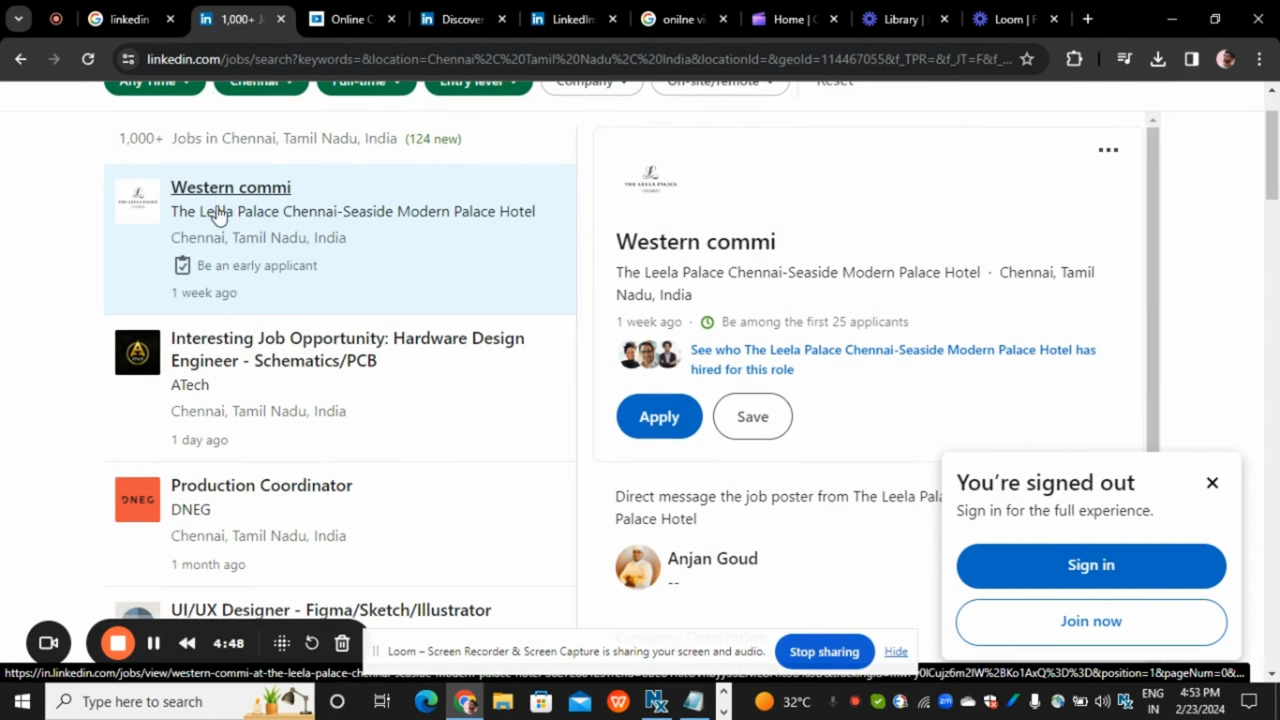 linkedin
1,000+ J
Online C
Discover
LinkedIn:
onilne vi
Home | C
Library |
Loom | F
linkedin.com/jobs/search?keywords=&location=Chennai%2C%20Tamil%20Nadu%2C%20India&locationId=&geoId=114467055&f_TPR=&f_JT=F&f_...
Any Time
Chennai
Full-time
Entry level
Company
On-site/remote
Reset
1,000+ Jobs in Chennai, Tamil Nadu, India (124 new)
Western commi
The Leela Palace Chennai-Seaside Modern Palace Hotel
Chennai, Tamil Nadu, India
Be an early applicant
1 week ago
Interesting Job Opportunity: Hardware Design
Engineer - Schematics/PCB
ATech
Chennai, Tamil Nadu, India
1 day ago
DNEG
Production Coordinator
DNEG
Chennai, Tamil Nadu, India
1 month ago
UI/UX Designer - Figma/Sketch/Illustrator
THE LEELA PALACE
Western commi
The Leela Palace Chennai-Seaside Modern Palace Hotel · Chennai, Tamil
Nadu, India
1 week ago · Be among the first 25 applicants
See who The Leela Palace Chennai-Seaside Modern Palace Hotel has
hired for this role
Apply
Save
Direct message the job poster from The Leela Pala
Palace Hotel
Anjan Goud
--
You're signed out
Sign in for the full experience.
Sign in
Join now
4:48
Loom – Screen Recorder & Screen Capture is sharing your screen and audio.
Stop sharing
Hide
Type here to search
32°C
ENG
IN
4:53 PM
2/23/2024